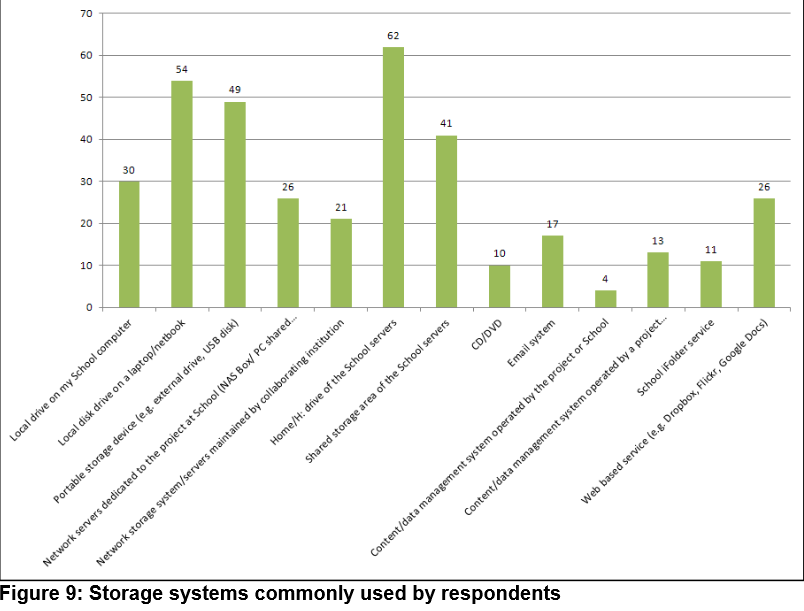 70
60
50
40
30
20
10
0
30
54
49
26
21
62
41
10
17
4
13
11
26
Local drive on my School computer
Local disk drive on a laptop/netbook
Portable storage device (e.g. external drive, USB disk)
Network servers dedicated to the project at School (NAS Box/ PC shared...
Network storage system/servers maintained by collaborating institution
Home/H: drive of the School servers
Shared storage area of the School servers
CD/DVD
Email system
Content/data management system operated by the project or School
Content/data management system operated by a project...
School iFolder service
Web based service (e.g. Dropbox, Flickr, Google Docs)
Figure 9: Storage systems commonly used by respondents